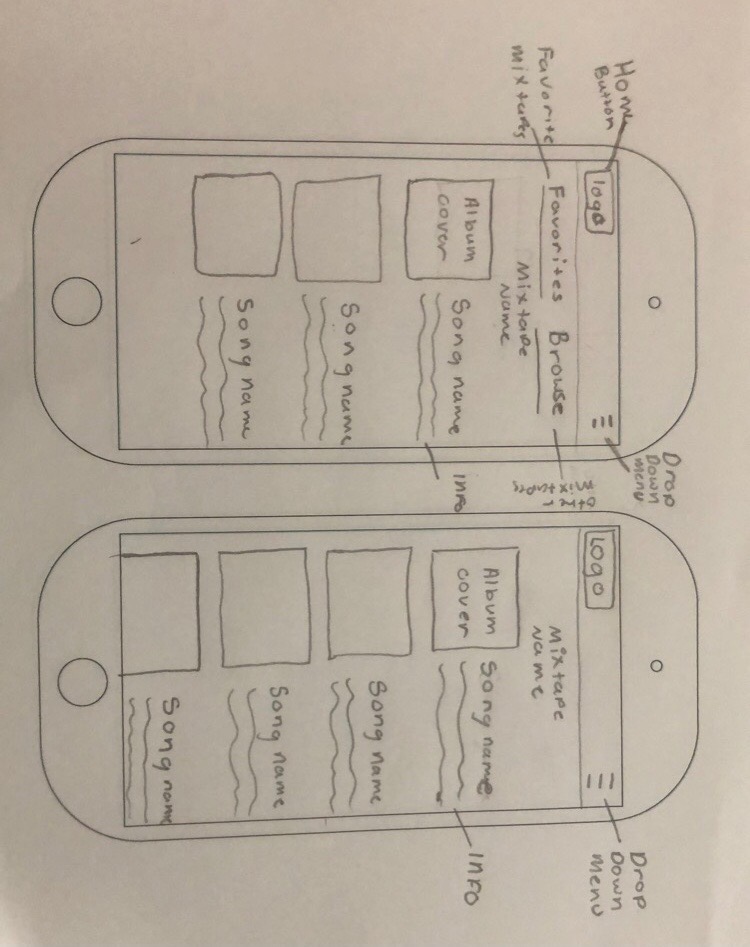 Home
Button
Favorite
mixtapes
logo
Favorites Browse
Mixtape
Name
Album
cover
Song name
Song name
Song name
Drop
Down
menu
INFO
Logo
Mixtape
Name
Album
cover
Song name
Song name
Song name
Song name
Drop
Down
Menu
INFO